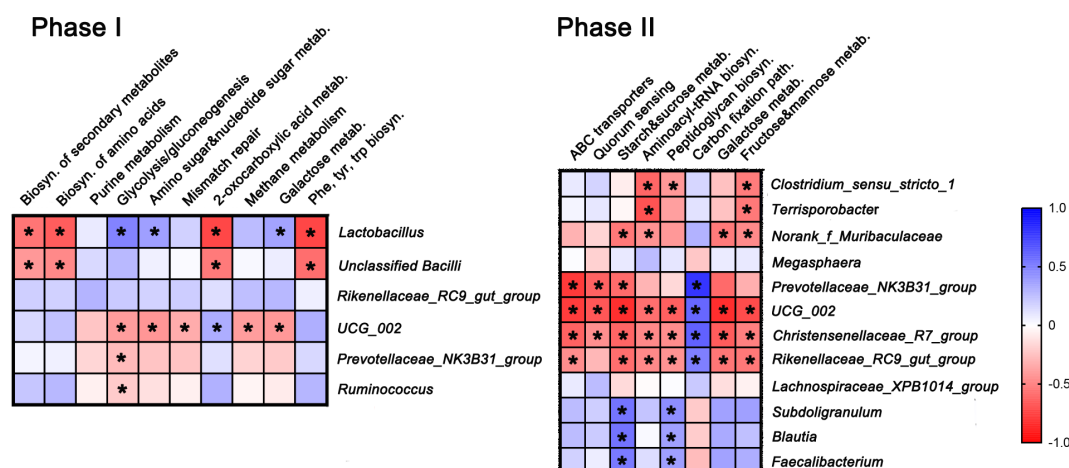 Phase I
Phase II
Biosyn. of secondary metabolites
Biosyn. of amino acids
Purine metabolism
Glycolysis/gluconeogenesis
Amino sugar&nucleotide sugar metab.
Mismatch repair
2-oxocarboxylic acid metab.
Methane metabolism
Galactose metab.
Phe, tyr, trp biosyn.
Lactobacillus
Unclassified Bacilli
Rikenellaceae_RC9_gut_group
UCG_002
Prevotellaceae_NK3B31_group
Ruminococcus
ABC transporters
Quorum sensing
Starch&sucrose metab.
Aminoacyl-tRNA biosyn.
Peptidoglycan biosyn.
Carbon fixation path.
Galactose metab.
Fructose&mannose metab.
Clostridium_sensu_stricto_1
Terrisporobacter
Norank_f_Muribaculaceae
Megasphaera
Prevotellaceae_NK3B31_group
UCG_002
Christensenellaceae_R7_group
Rikenellaceae_RC9_gut_group
Lachnospiraceae_XPB1014_group
Subdoligranulum
Blautia
Faecalibacterium
1.0
0.5
0
-0.5
-1.0